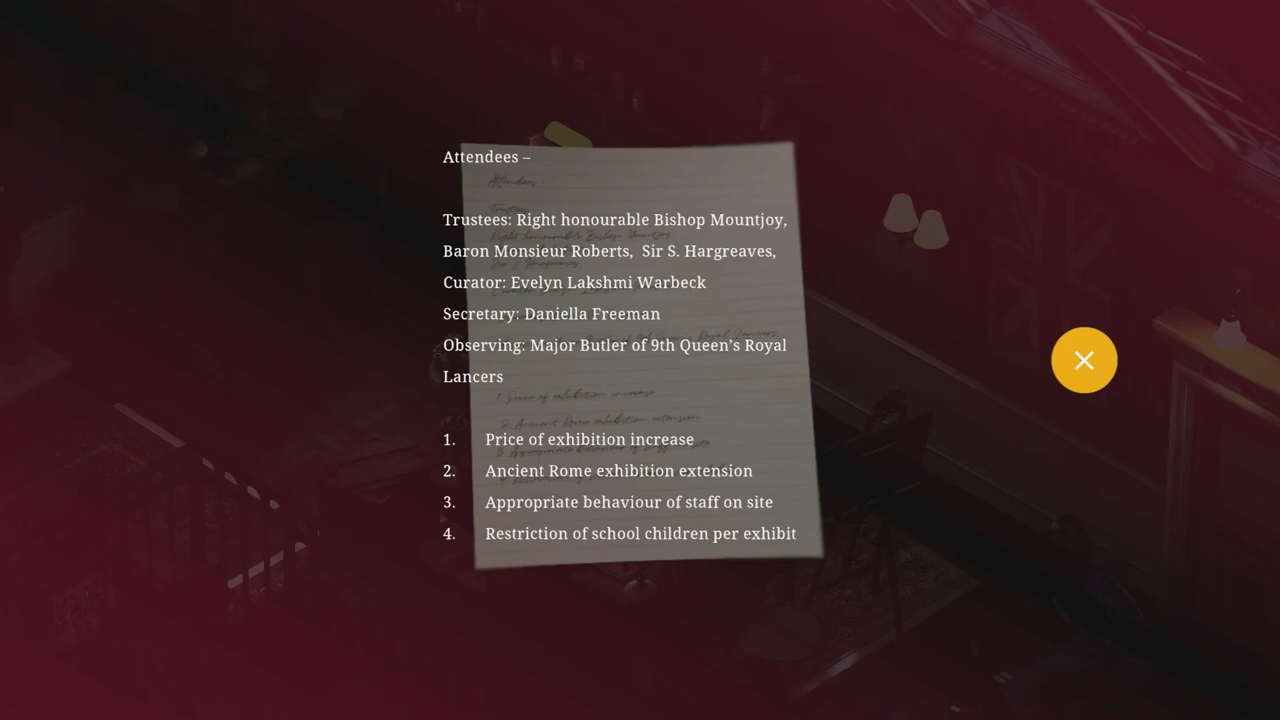 Attendees –
Trustees: Right honourable Bishop Mountjoy,
Baron Monsieur Roberts,  Sir S. Hargreaves,
Curator: Evelyn Lakshmi Warbeck
Secretary: Daniella Freeman
Observing: Major Butler of 9th Queen's Royal
Lancers
1. Price of exhibition increase
2. Ancient Rome exhibition extension
3. Appropriate behaviour of staff on site
4. Restriction of school children per exhibit